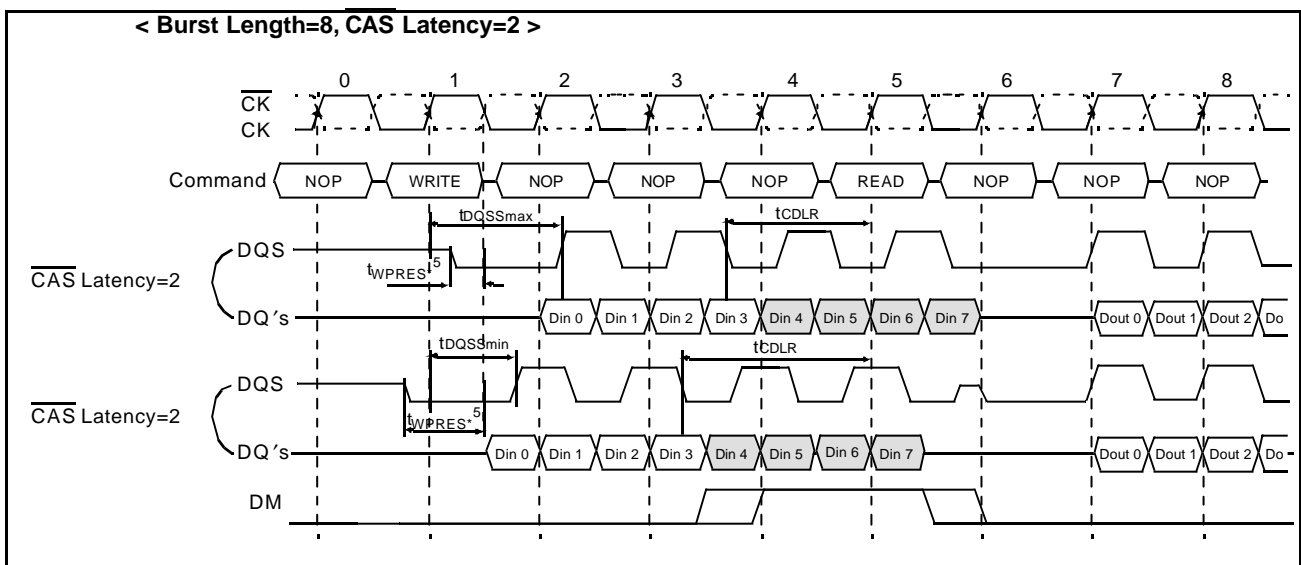 < Burst Length=8, CAS Latency=2 >
0 1 2 3 4 5 6 7 8
CK
CK
Command NOP WRITE NOP NOP NOP READ NOP NOP NOP
tDQSSmax tCDLR
DQS
tWPRES*5
CAS Latency=2
DQ's Din 0 Din 1 Din 2 Din 3 Din 4 Din 5 Din 6 Din 7 Dout 0 Dout 1 Dout 2 Do
tDQSSmin tCDLR
DQS
CAS Latency=2
tWPRES*5
DQ's Din 0 Din 1 Din 2 Din 3 Din 4 Din 5 Din 6 Din 7 Dout 0 Dout 1 Dout 2 Do
DM